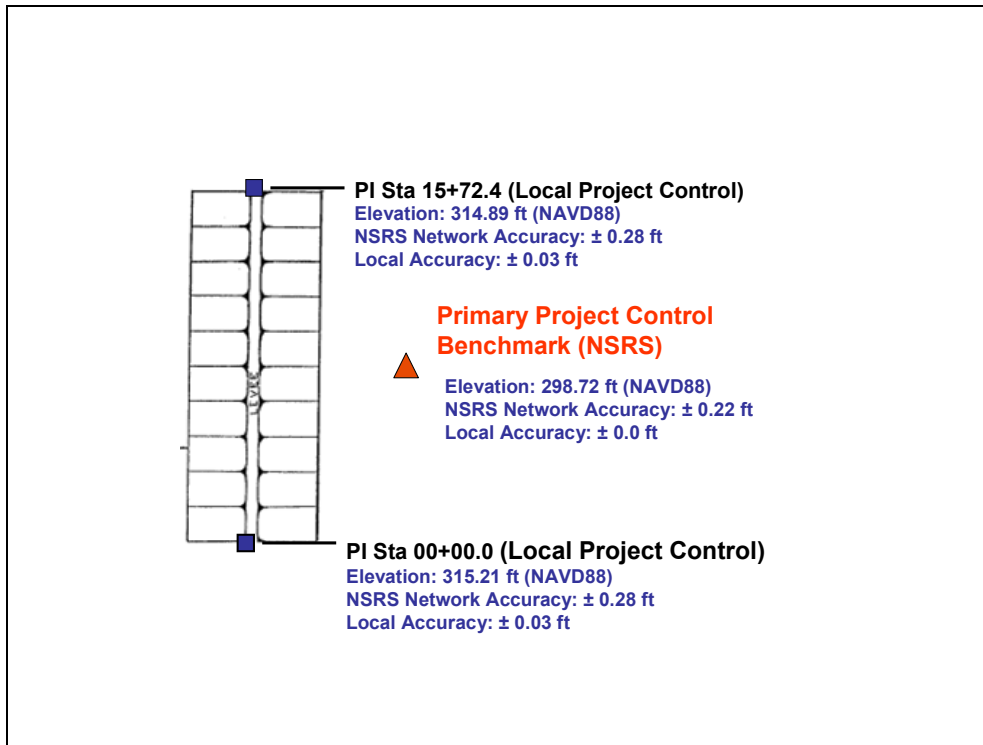 PI Sta 15+72.4 (Local Project Control)
Elevation: 314.89 ft (NAVD88)
NSRS Network Accuracy: ± 0.28 ft
Local Accuracy: ± 0.03 ft
Primary Project Control
Benchmark (NSRS)
Elevation: 298.72 ft (NAVD88)
NSRS Network Accuracy: ± 0.22 ft
Local Accuracy: ± 0.0 ft
LEVEE
PI Sta 00+00.0 (Local Project Control)
Elevation: 315.21 ft (NAVD88)
NSRS Network Accuracy: ± 0.28 ft
Local Accuracy: ± 0.03 ft